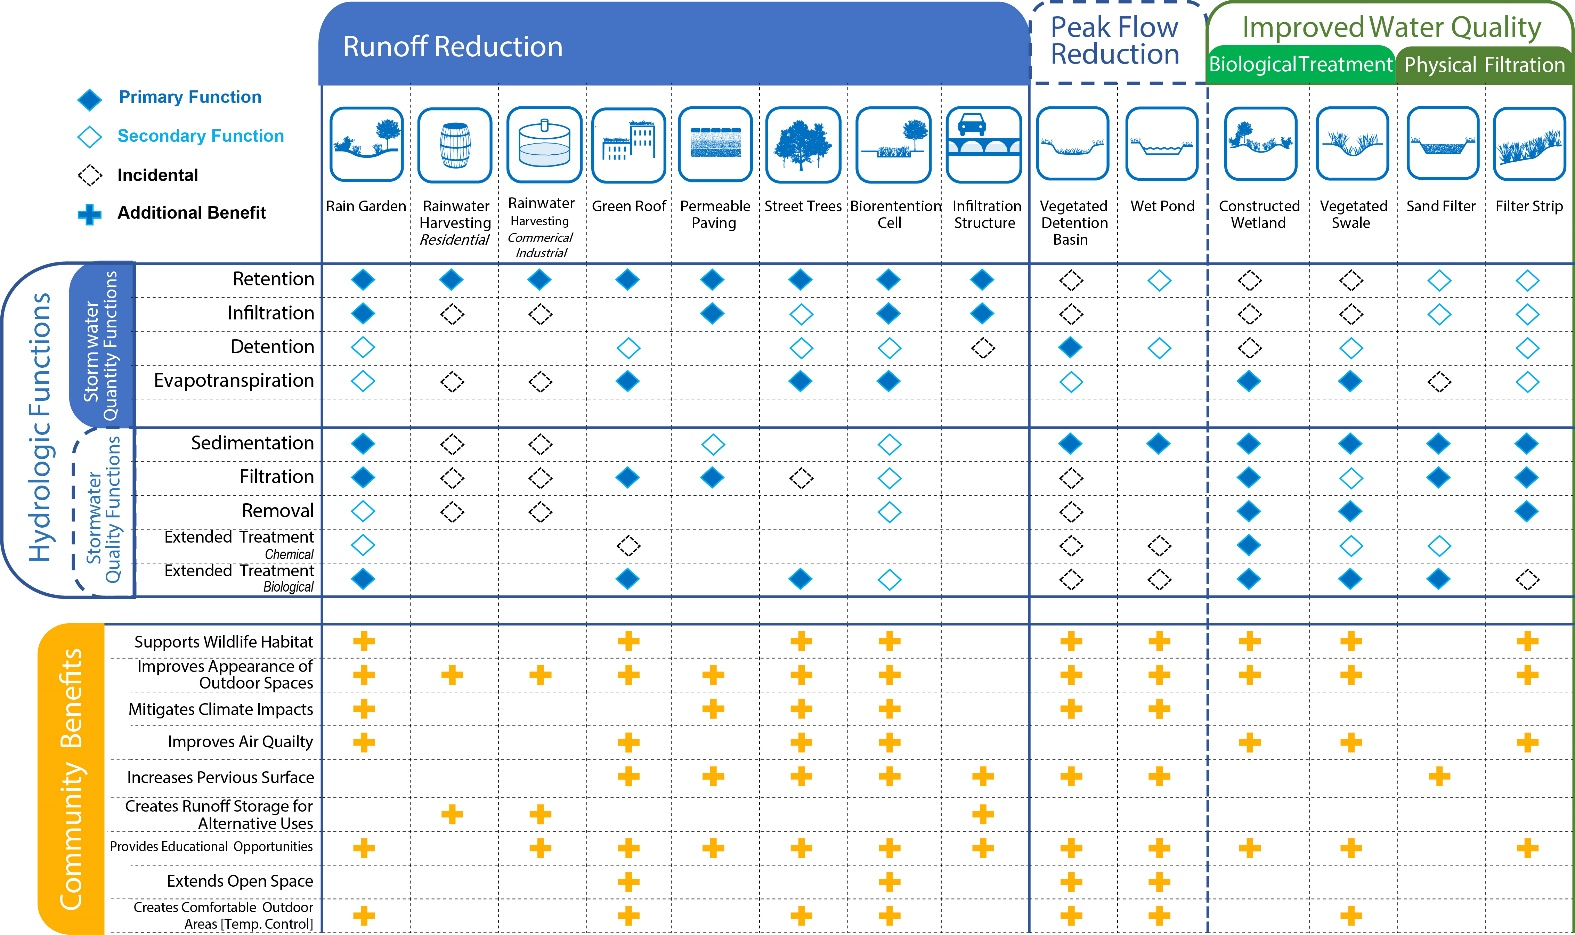 Runoff Reduction
Peak Flow
Reduction
Improved Water Quality
Biological Treatment
Physical Filtration
Primary Function
Secondary Function
Incidental
Additional Benefit
Rain Garden
Rainwater
Harvesting
Residential
Rainwater
Harvesting
Commerical
Industrial
Green Roof
Permeable
Paving
Street Trees
Biorentention
Cell
Infiltration
Structure
Vegetated
Detention
Basin
Wet Pond
Constructed
Wetland
Vegetated
Swale
Sand Filter
Filter Strip
Hydrologic Functions
Storm water
Quantity Functions
Retention
Infiltration
Detention
Evapotranspiration
Stormwater
Quality Functions
Sedimentation
Filtration
Removal
Extended Treatment
Chemical
Extended Treatment
Biological
Community Benefits
Supports Wildlife Habitat
Improves Appearance of
Outdoor Spaces
Mitigates Climate Impacts
Improves Air Quailty
Increases Pervious Surface
Creates Runoff Storage for
Alternative Uses
Provides Educational Opportunities
Extends Open Space
Creates Comfortable Outdoor
Areas [Temp. Control]